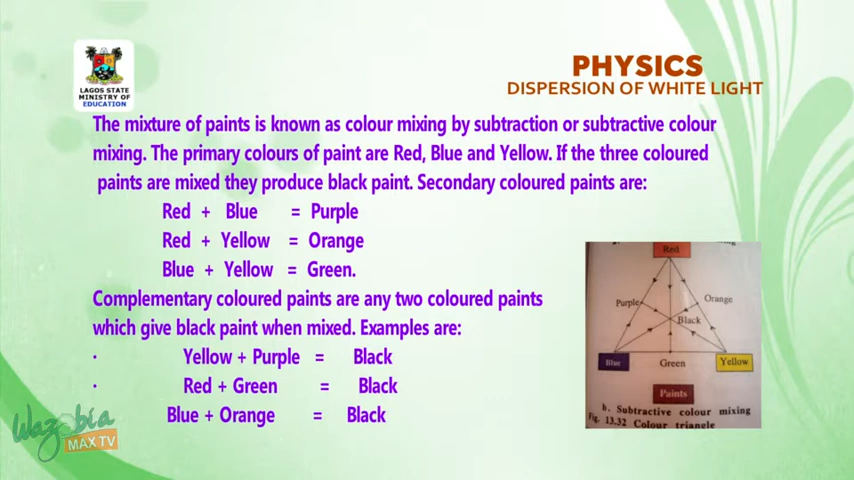 LAGOS STATE
MINISTRY OF
EDUCATION
PHYSICS
DISPERSION OF WHITE LIGHT
The mixture of paints is known as colour mixing by subtraction or subtractive colour
mixing. The primary colours of paint are Red, Blue and Yellow. If the three coloured
paints are mixed they produce black paint. Secondary coloured paints are:
Red + Blue = Purple
Red + Yellow = Orange
Blue + Yellow = Green.
Complementary coloured paints are any two coloured paints
which give black paint when mixed. Examples are:
· Yellow + Purple = Black
· Red + Green = Black
Blue + Orange = Black
Red
Purple
Orange
Black
Blue
Green
Yellow
Paints
b. Subtractive colour mixing
Fig. 13.32 Colour triangle
Wazobia
MAX TV